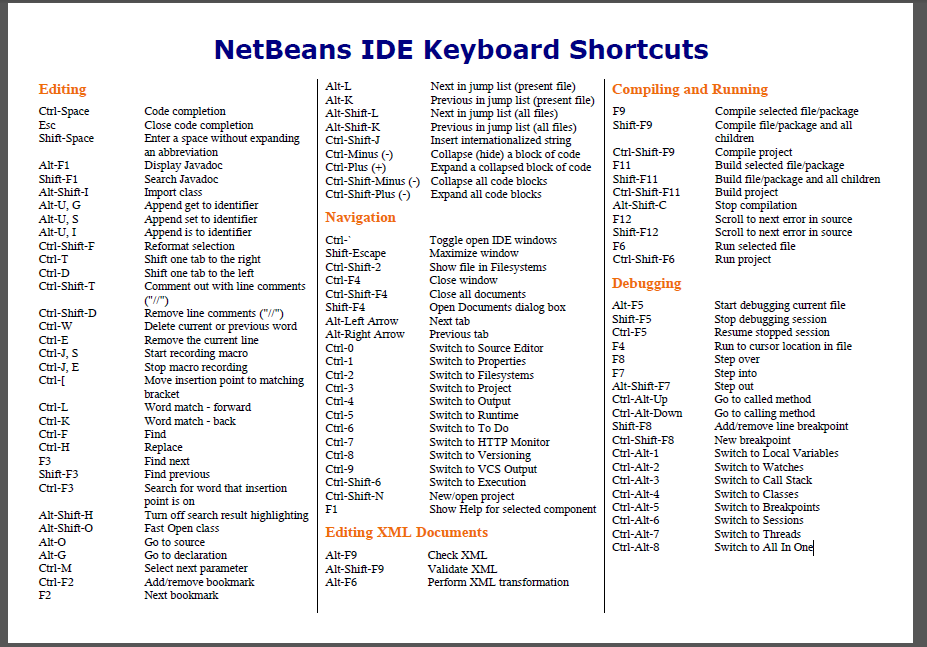 NetBeans IDE Keyboard Shortcuts
Editing
Ctrl-Space Code completion
Esc Close code completion
Shift-Space Enter a space without expanding
an abbreviation
Alt-F1 Display Javadoc
Shift-F1 Search Javadoc
Alt-Shift-I Import class
Alt-U, G Append get to identifier
Alt-U, S Append set to identifier
Alt-U, I Append is to identifier
Ctrl-Shift-F Reformat selection
Ctrl-T Shift one tab to the right
Ctrl-D Shift one tab to the left
Ctrl-Shift-T Comment out with line comments
("//")
Ctrl-Shift-D Remove line comments ("//")
Ctrl-W Delete current or previous word
Ctrl-E Remove the current line
Ctrl-J, S Start recording macro
Ctrl-J, E Stop macro recording
Ctrl-[ Move insertion point to matching
bracket
Ctrl-L Word match - forward
Ctrl-K Word match - back
Ctrl-F Find
Ctrl-H Replace
F3 Find next
Shift-F3 Find previous
Ctrl-F3 Search for word that insertion
point is on
Alt-Shift-H Turn off search result highlighting
Alt-Shift-O Fast Open class
Alt-O Go to source
Alt-G Go to declaration
Ctrl-M Select next parameter
Ctrl-F2 Add/remove bookmark
F2 Next bookmark
Alt-L Next in jump list (present file)
Alt-K Previous in jump list (present file)
Alt-Shift-L Next in jump list (all files)
Alt-Shift-K Previous in jump list (all files)
Ctrl-Shift-J Insert internationalized string
Ctrl-Minus (-) Collapse (hide) a block of code
Ctrl-Plus (+) Expand a collapsed block of code
Ctrl-Shift-Minus (-) Collapse all code blocks
Ctrl-Shift-Plus (-) Expand all code blocks
Navigation
Ctrl-` Toggle open IDE windows
Shift-Escape Maximize window
Ctrl-Shift-2 Show file in Filesystems
Ctrl-F4 Close window
Ctrl-Shift-F4 Close all documents
Shift-F4 Open Documents dialog box
Alt-Left Arrow Next tab
Alt-Right Arrow Previous tab
Ctrl-0 Switch to Source Editor
Ctrl-1 Switch to Properties
Ctrl-2 Switch to Filesystems
Ctrl-3 Switch to Project
Ctrl-4 Switch to Output
Ctrl-5 Switch to Runtime
Ctrl-6 Switch to To Do
Ctrl-7 Switch to HTTP Monitor
Ctrl-8 Switch to Versioning
Ctrl-9 Switch to VCS Output
Ctrl-Shift-6 Switch to Execution
Ctrl-Shift-N New/open project
F1 Show Help for selected component
Editing XML Documents
Alt-F9 Check XML
Alt-Shift-F9 Validate XML
Alt-F6 Perform XML transformation
Compiling and Running
F9 Compile selected file/package
Shift-F9 Compile file/package and all
children
Ctrl-Shift-F9 Compile project
F11 Build selected file/package
Shift-F11 Build file/package and all children
Ctrl-Shift-F11 Build project
Alt-Shift-C Stop compilation
F12 Scroll to next error in source
Shift-F12 Scroll to next error in source
F6 Run selected file
Ctrl-Shift-F6 Run project
Debugging
Alt-F5 Start debugging current file
Shift-F5 Stop debugging session
Ctrl-F5 Resume stopped session
F4 Run to cursor location in file
F8 Step over
F7 Step into
Alt-Shift-F7 Step out
Ctrl-Alt-Up Go to called method
Ctrl-Alt-Down Go to calling method
Shift-F8 Add/remove line breakpoint
Ctrl-Shift-F8 New breakpoint
Ctrl-Alt-1 Switch to Local Variables
Ctrl-Alt-2 Switch to Watches
Ctrl-Alt-3 Switch to Call Stack
Ctrl-Alt-4 Switch to Classes
Ctrl-Alt-5 Switch to Breakpoints
Ctrl-Alt-6 Switch to Sessions
Ctrl-Alt-7 Switch to Threads
Ctrl-Alt-8 Switch to All In One